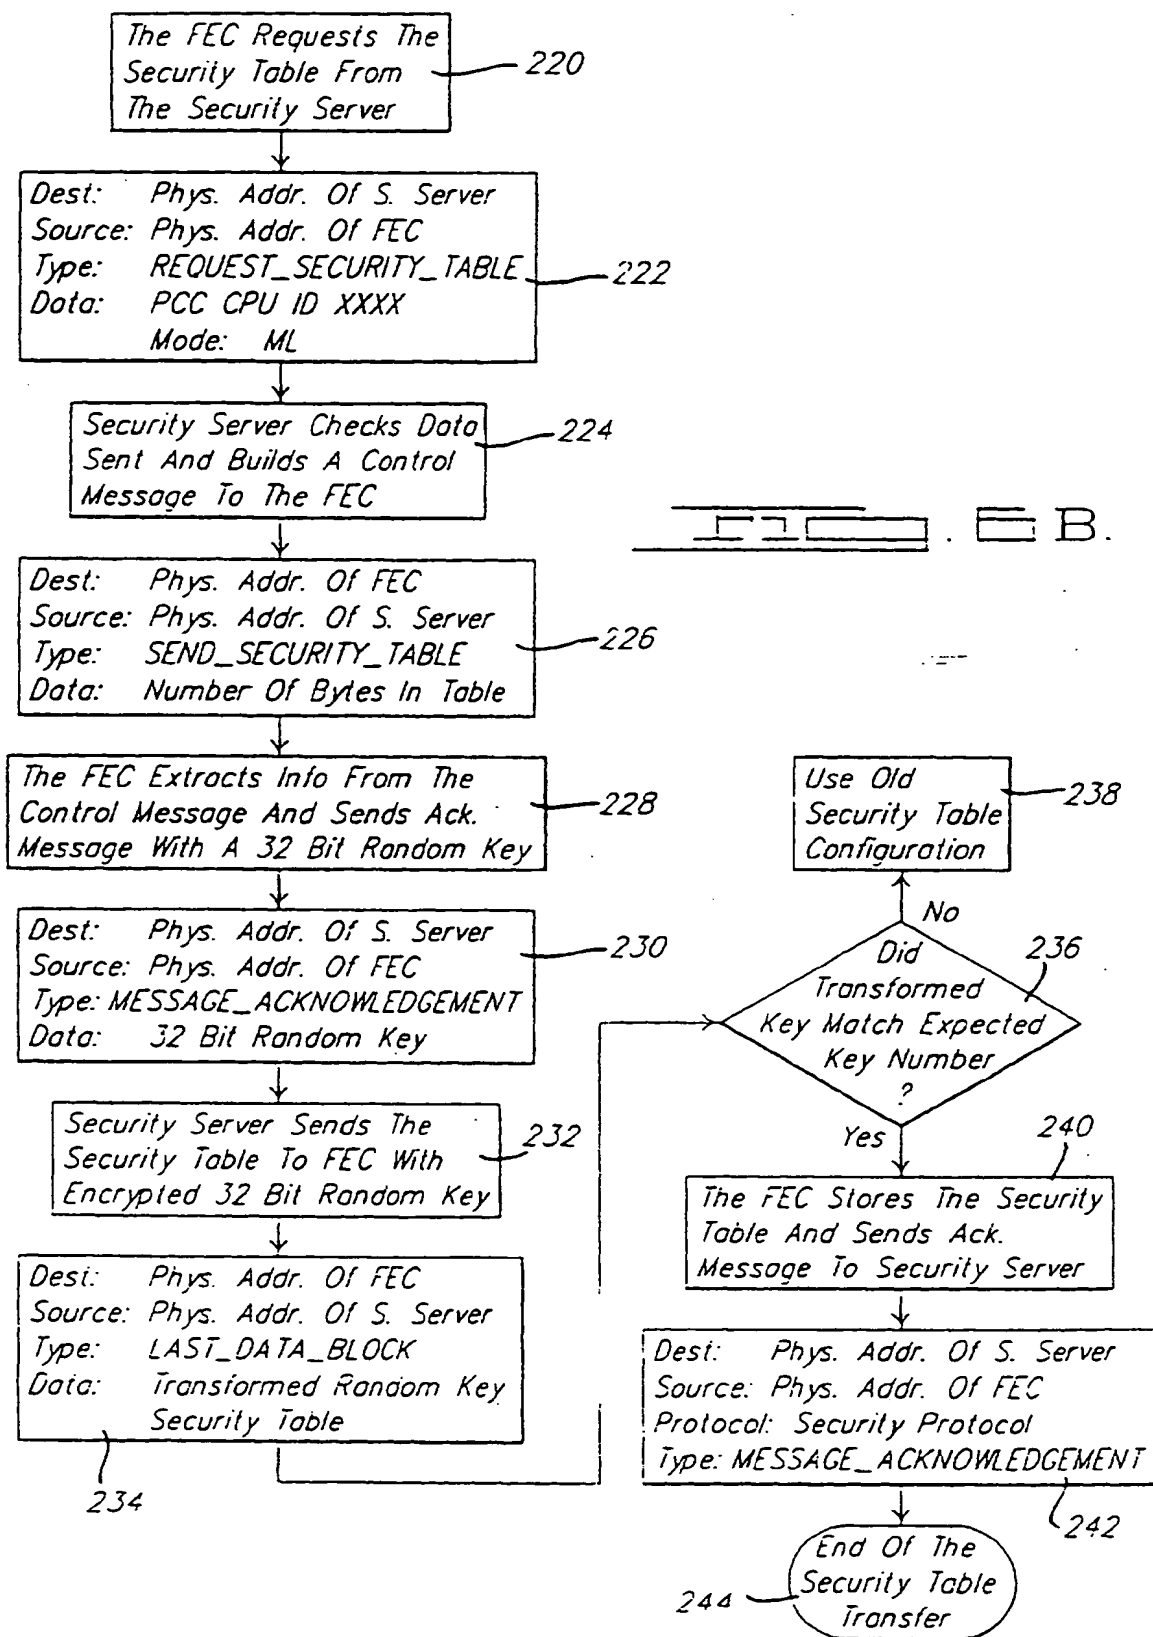 The FEC Requests The
Security Table From
The Security Server
220
Dest: Phys. Addr. Of S. Server
Source: Phys. Addr. Of FEC
Type: REQUEST_SECURITY_TABLE
Data: PCC CPU ID XXXX
Mode: ML
222
Security Server Checks Data
Sent And Builds A Control
Message To The FEC
224
FIG. 6B.
Dest: Phys. Addr. Of FEC
Source: Phys. Addr. Of S. Server
Type: SEND_SECURITY_TABLE
Data: Number Of Bytes In Table
226
The FEC Extracts Info From The
Control Message And Sends Ack.
Message With A 32 Bit Random Key
228
Dest: Phys. Addr. Of S. Server
Source: Phys. Addr. Of FEC
Type: MESSAGE_ACKNOWLEDGEMENT
Data: 32 Bit Random Key
230
Security Server Sends The
Security Table To FEC With
Encrypted 32 Bit Random Key
232
Dest: Phys. Addr. Of FEC
Source: Phys. Addr. Of S. Server
Type: LAST_DATA_BLOCK
Data: Transformed Random Key
Security Table
234
Use Old
Security Table
Configuration
238
No
Did
Transformed
Key Match Expected
Key Number
?
236
Yes
240
The FEC Stores The Security
Table And Sends Ack.
Message To Security Server
Dest: Phys. Addr. Of S. Server
Source: Phys. Addr. Of FEC
Protocol: Security Protocol
Type: MESSAGE_ACKNOWLEDGEMENT
242
End Of The
Security Table
Transfer
244